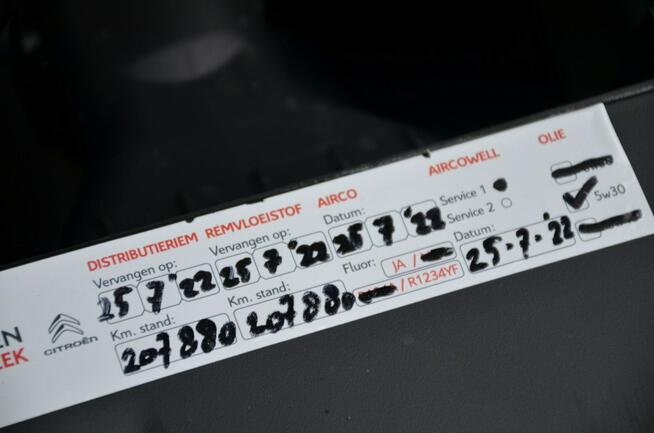 DISTRIBUTIERIEM REMVLOEISTOF AIRCO AIRCOWELL OLIE
Vervangen op: Vervangen op: Datum: Service 1
Service 2 5w30
25 7 '22 25 7 '22 25 7 '22 Datum:
Km. stand: Km. stand: Fluor: JA / 25-7-'22
207880 207880 / R1234YF
EN
EEK
CITROËN